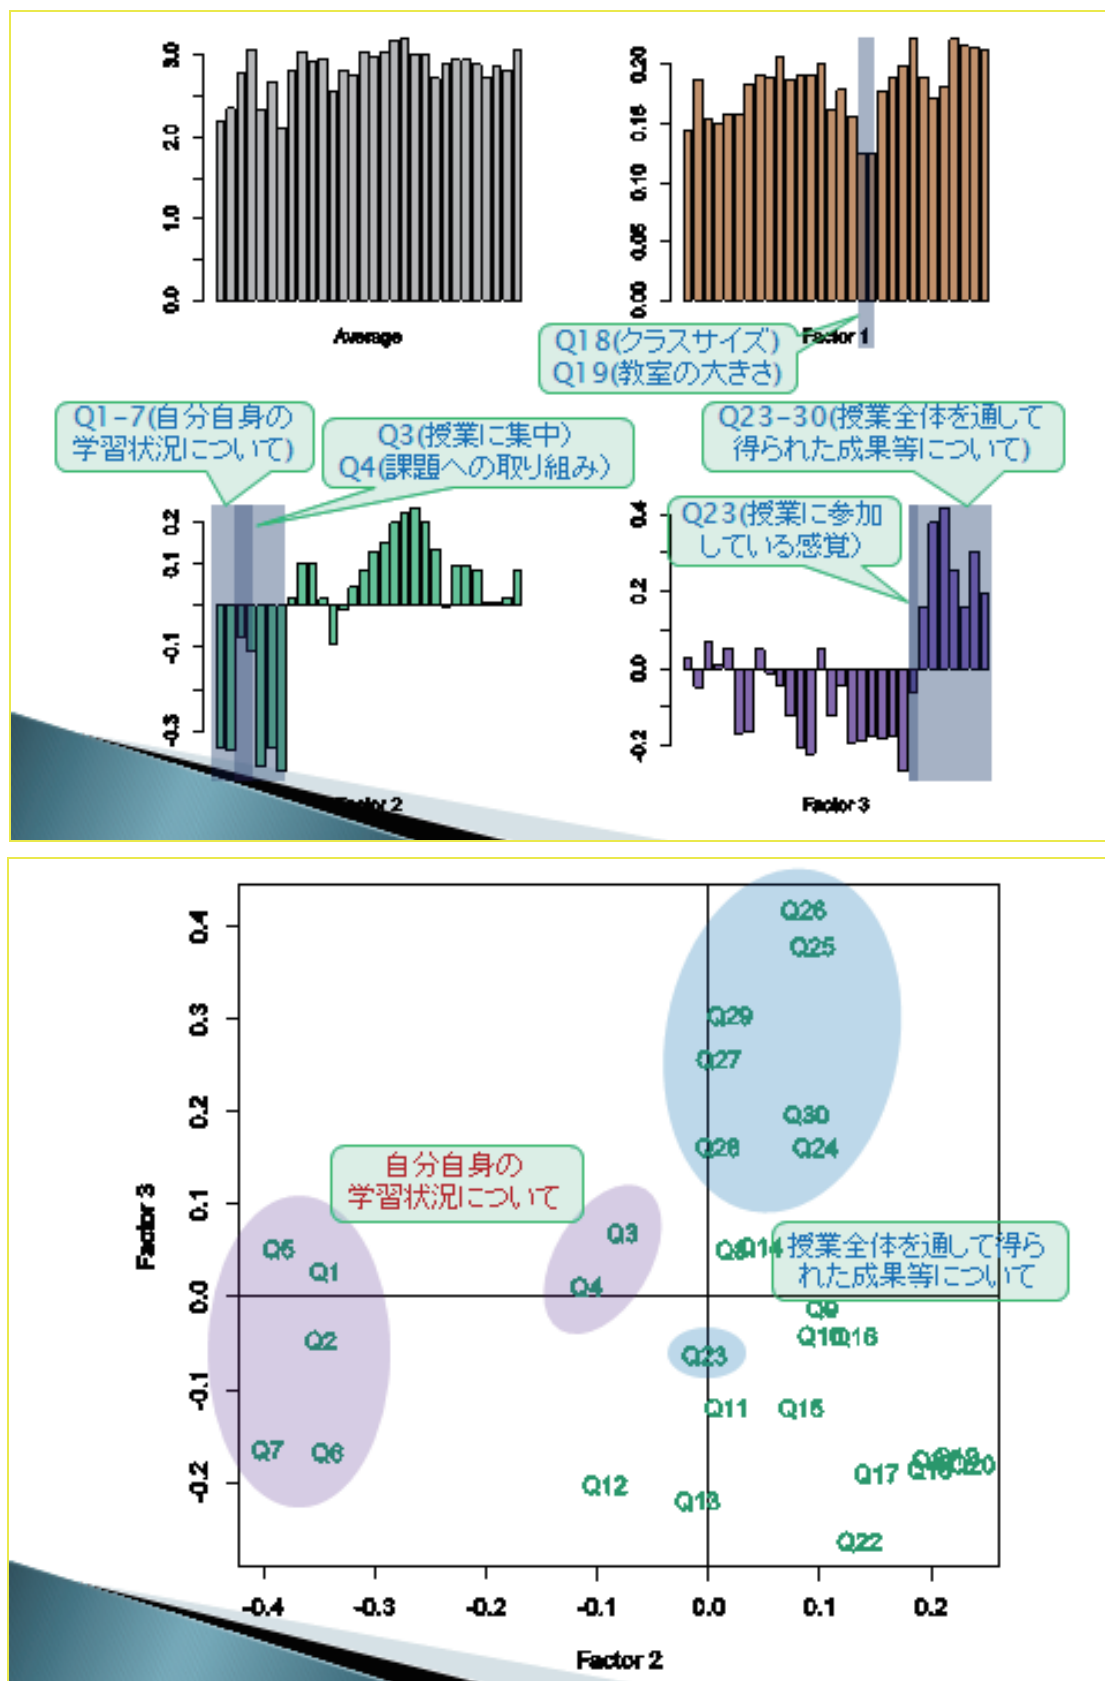 3.0
2.0
1.0
0.0
Average
0.20
0.15
0.10
0.05
0.00
Factor 1
Q18(クラスサイズ)
Q19(教室の大きさ)
Q1-7(自分自身の
学習状況について)
Q3(授業に集中)
Q4(課題への取り組み)
Q23-30(授業全体を通して
得られた成果等について)
Q23(授業に参加
している感覚)
0.2
0.1
-0.1
-0.3
Factor 2
0.4
0.2
0.0
-0.2
Factor 3
0.4
0.3
0.2
0.1
0.0
-0.1
-0.2
Factor 3
Q26
Q25
Q29
Q27
Q30
Q28
Q24
自分自身の
学習状況について
Q3
Q4
Q5
Q1
Q2
Q7
Q6
Q8
Q14
授業全体を通して得ら
れた成果等について
Q9
Q10
Q16
Q23
Q11
Q15
Q12
Q13
Q17
Q20
Q22
-0.4
-0.3
-0.2
-0.1
0.0
0.1
0.2
Factor 2